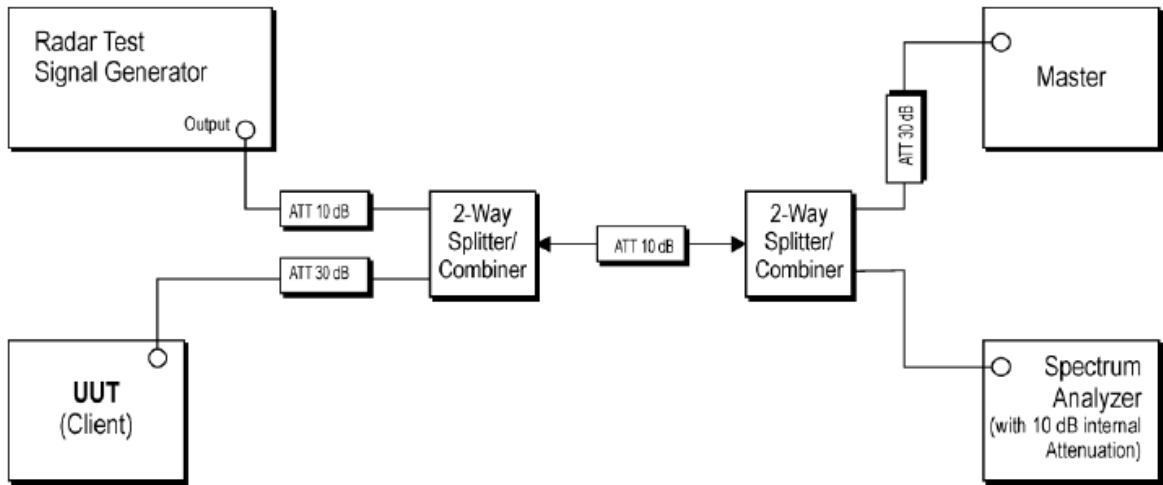 Radar Test
Signal Generator
Output
ATT 10 dB
ATT 30 dB
UUT
(Client)
2-Way
Splitter/
Combiner
ATT 10 dB
2-Way
Splitter/
Combiner
ATT 30 dB
Master
Spectrum
Analyzer
(with 10 dB internal
Attenuation)